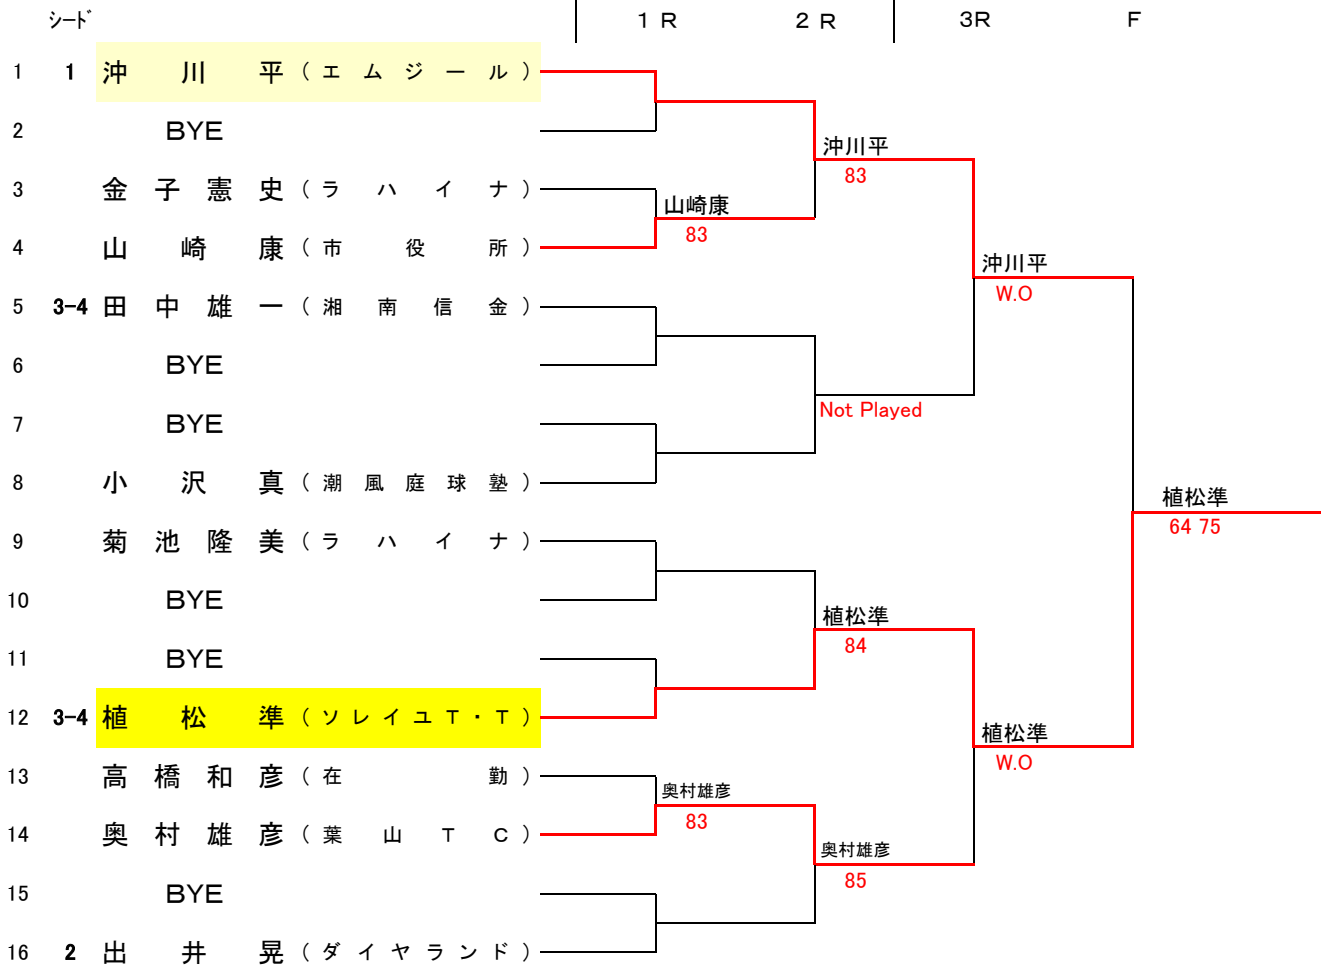 シード 1 R 2 R 3R F
1 1 沖 川 平 ( エ ム ジ ー ル )
2 BYE
沖川平
83
3 金 子 憲 史 ( ラ ハ イ ナ )
山崎康
83
4 山 崎 康 ( 市 役 所 )
沖川平
W.O
5 3-4 田 中 雄 一 ( 湘 南 信 金 )
6 BYE
Not Played
7 BYE
8 小 沢 真 ( 潮 風 庭 球 塾 )
植松準
64 75
9 菊 池 隆 美 ( ラ ハ イ ナ )
10 BYE
植松準
84
11 BYE
12 3-4 植 松 準 ( ソ レ イ ユ T ・ T )
植松準
W.O
13 高 橋 和 彦 ( 在 勤 )
奥村雄彦
83
14 奥 村 雄 彦 ( 葉 山 T C )
奥村雄彦
85
15 BYE
16 2 出 井 晃 ( ダ イ ヤ ラ ン ド )